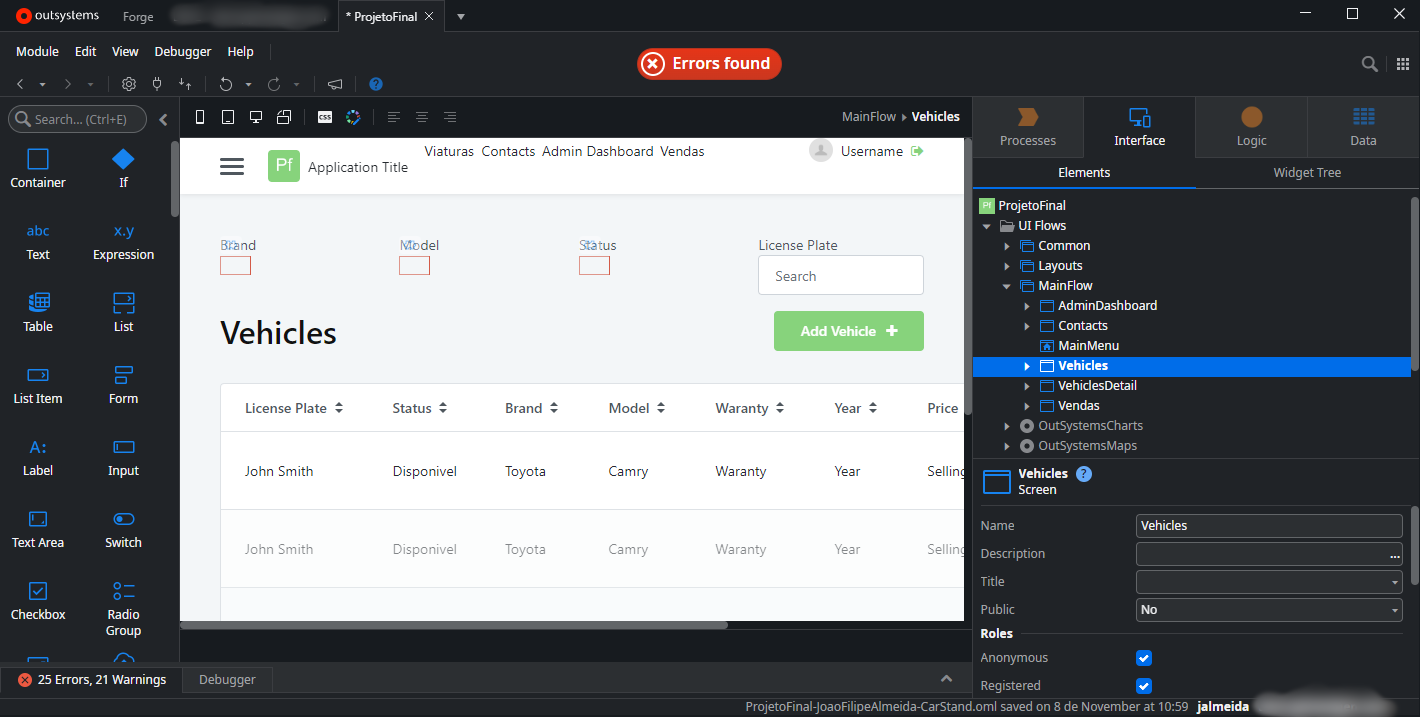 outsystems Forge * ProjetoFinal
Module Edit View Debugger Help
Errors found
Search... (Ctrl+E)
css
MainFlow Vehicles
Processes Interface Logic Data
Elements Widget Tree
Container If
abc x.y
Text Expression
Table List
List Item Form
A:
Label Input
Text Area Switch
Checkbox Radio Group
Pf Application Title
Viaturas Contacts Admin Dashboard Vendas
Username
Brand Model Status License Plate
Search
Vehicles
Add Vehicle
License Plate Status Brand Model Waranty Year Price
John Smith Disponivel Toyota Camry Waranty Year Selling
John Smith Disponivel Toyota Camry Waranty Year Selling
Pf ProjetoFinal
UI Flows
Common
Layouts
MainFlow
AdminDashboard
Contacts
MainMenu
Vehicles
VehiclesDetail
Vendas
OutSystemsCharts
OutSystemsMaps
Vehicles ?
Screen
Name Vehicles
Description ...
Title
Public No
Roles
Anonymous
Registered
25 Errors, 21 Warnings Debugger
ProjetoFinal-JoaoFilipeAlmeida-CarStand.oml saved on 8 de November at 10:59 jalmeida